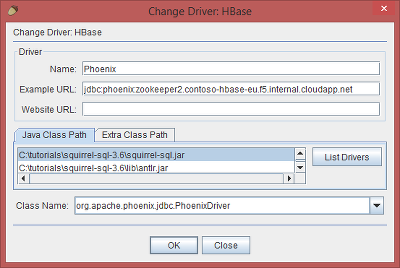 Change Driver: HBase
Change Driver: HBase
Driver
Name: Phoenix
Example URL: jdbc:phoenix:zookeeper2.contoso-hbase-eu.f5.internal.cloudapp.net
Website URL:
Java Class Path Extra Class Path
C:\tutorials\squirrel-sql-3.6\squirrel-sql.jar
C:\tutorials\squirrel-sql-3.6\lib\antlr.jar
List Drivers
Class Name: org.apache.phoenix.jdbc.PhoenixDriver
OK Close